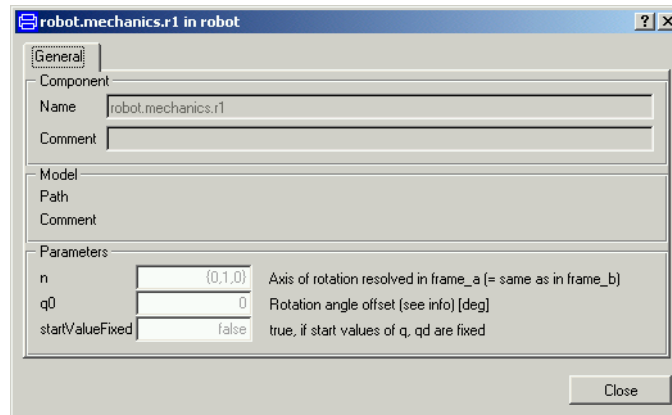 robot.mechanics.r1 in robot
General
Component
Name robot.mechanics.r1
Comment
Model
Path
Comment
Parameters
n {0,1,0} Axis of rotation resolved in frame_a (= same as in frame_b)
q0 0 Rotation angle offset (see info) [deg]
startValueFixed false true, if start values of q, qd are fixed
Close